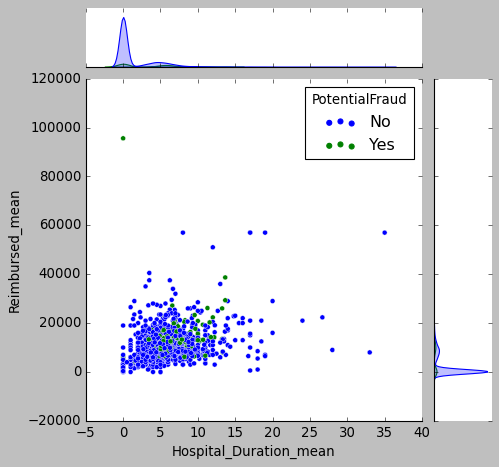 120000
100000
80000
60000
40000
20000
0
−20000
Reimbursed_mean
PotentialFraud
No
Yes
−5 0 5 10 15 20 25 30 35 40
Hospital_Duration_mean